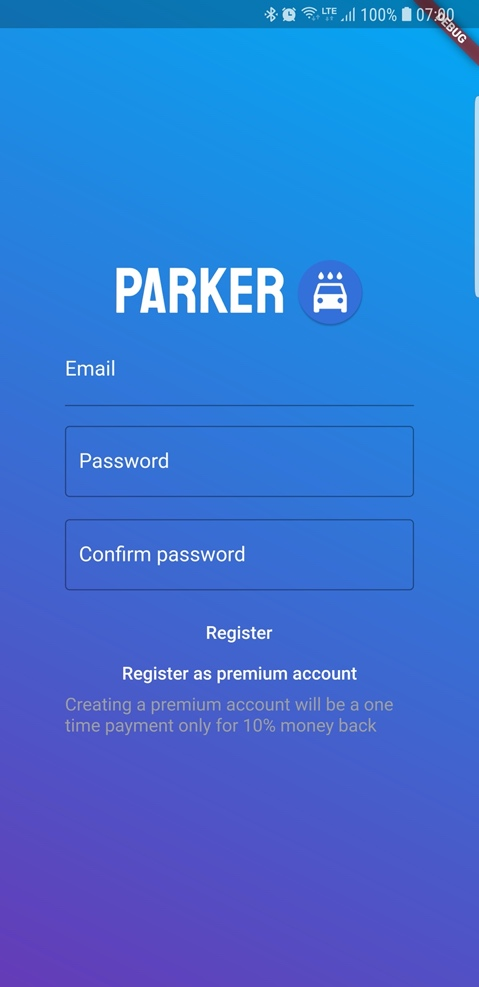 LTE 100% 07:00
DEBUG
PARKER
Email
Password
Confirm password
Register
Register as premium account
Creating a premium account will be a one
time payment only for 10% money back